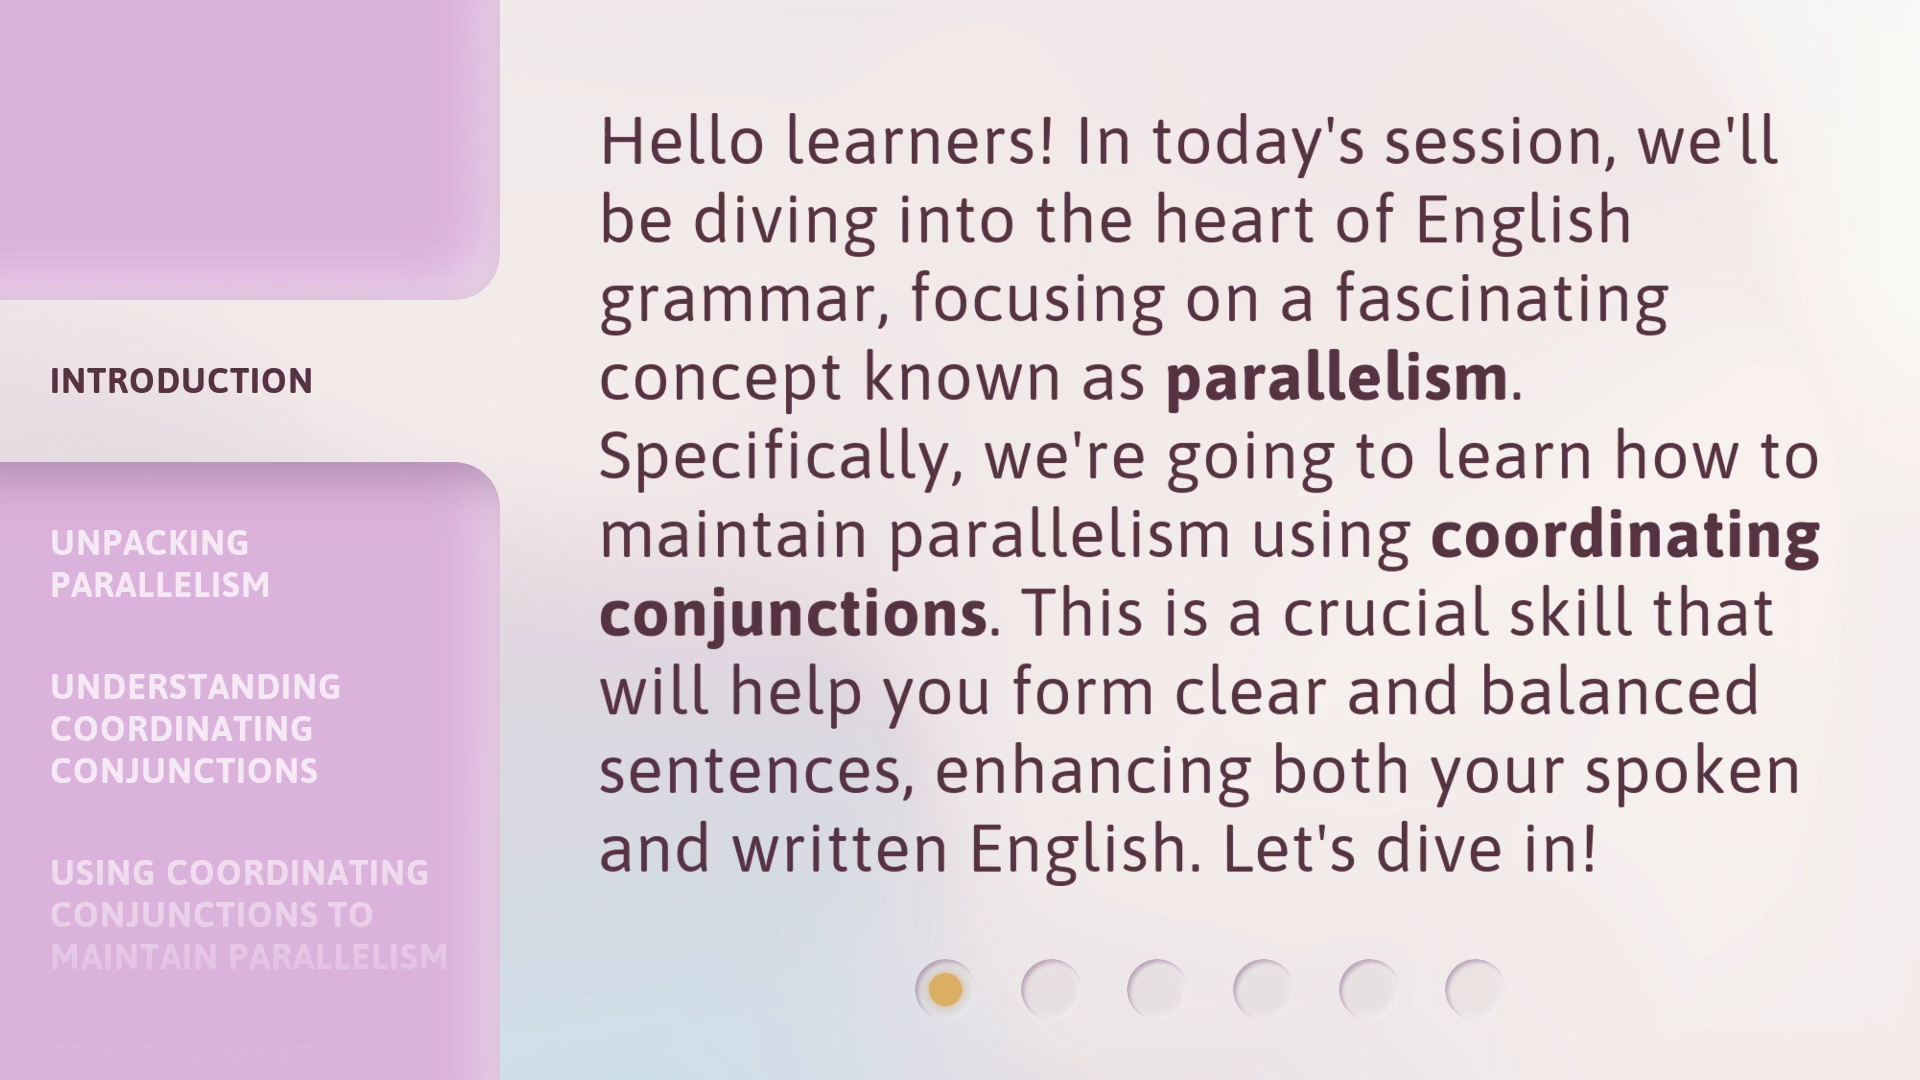 INTRODUCTION
UNPACKING
PARALLELISM
UNDERSTANDING
COORDINATING
CONJUNCTIONS
USING COORDINATING
CONJUNCTIONS TO
MAINTAIN PARALLELISM
Hello learners! In today's session, we'll
be diving into the heart of English
grammar, focusing on a fascinating
concept known as parallelism.
Specifically, we're going to learn how to
maintain parallelism using coordinating
conjunctions. This is a crucial skill that
will help you form clear and balanced
sentences, enhancing both your spoken
and written English. Let's dive in!